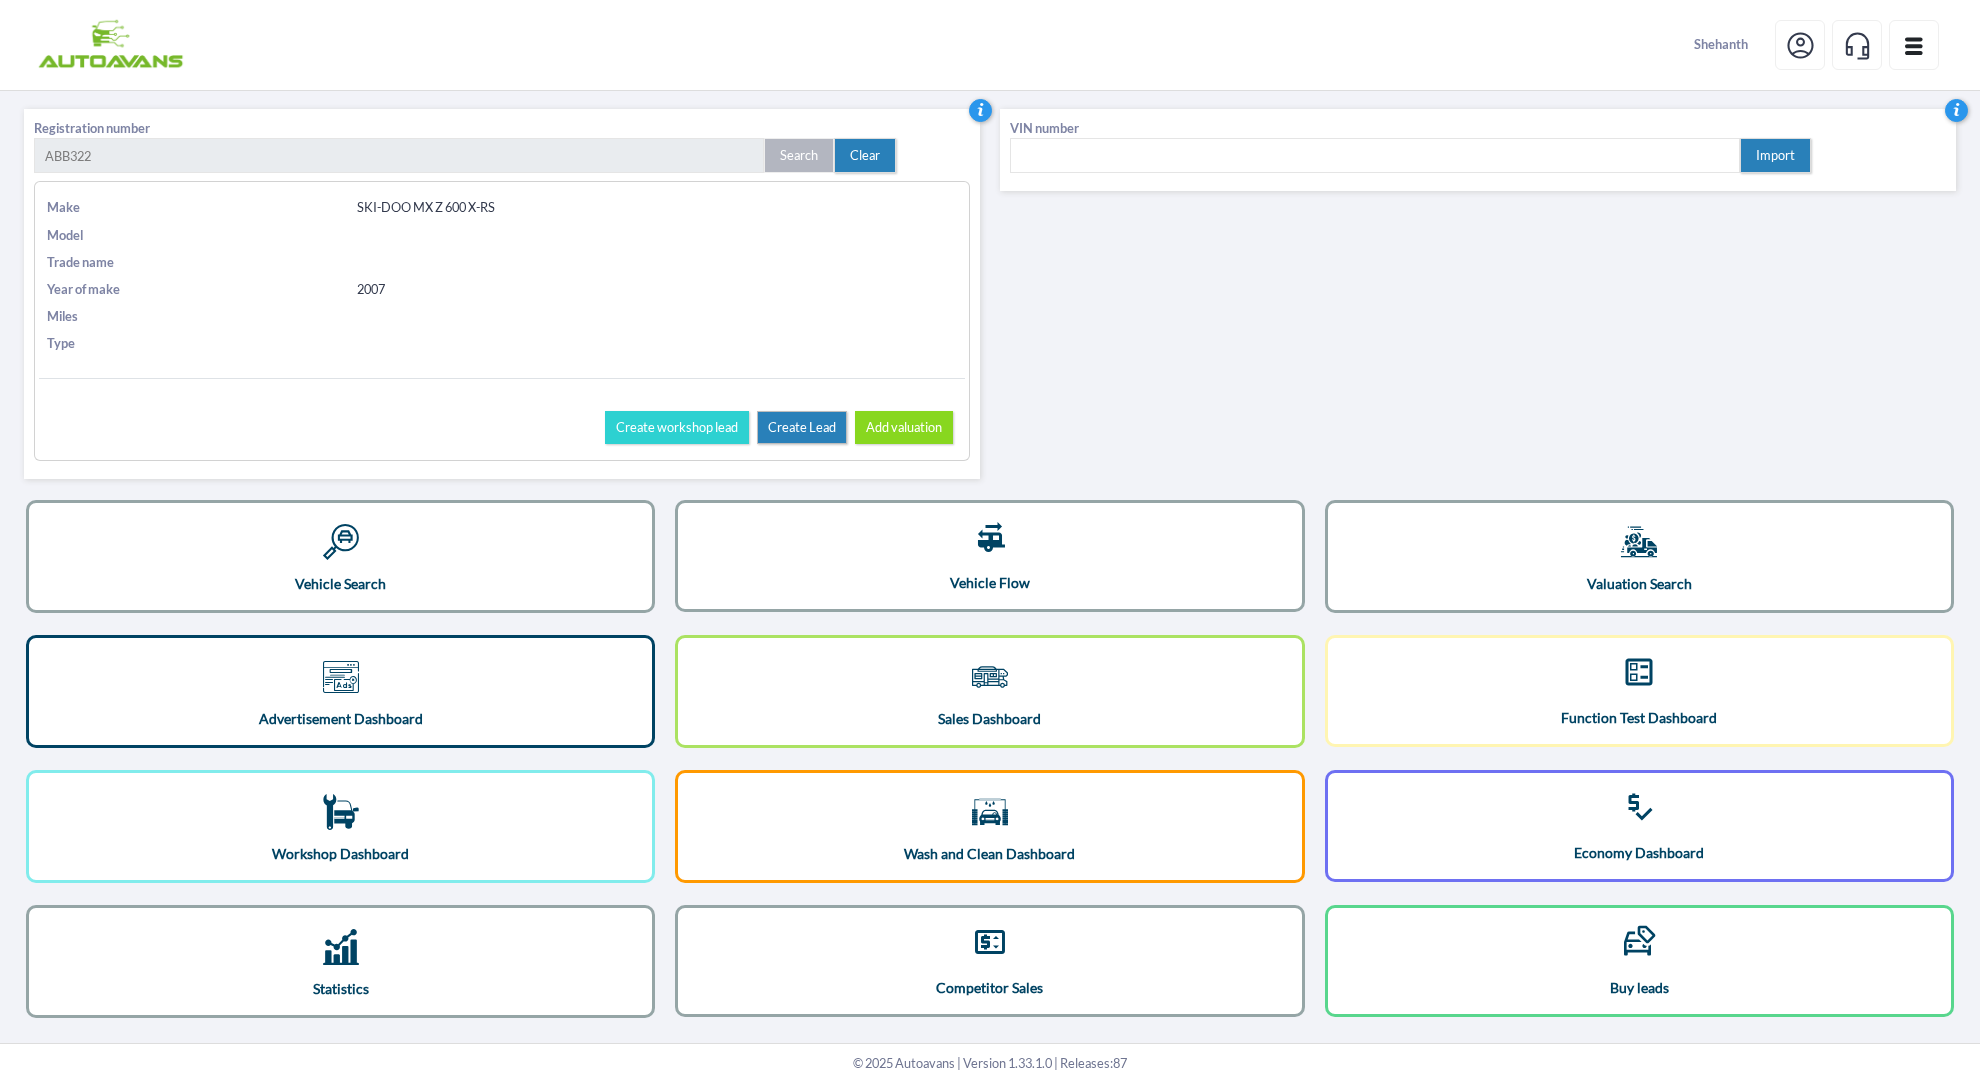 AUTOAVANS
Shehanth
Registration number
ABB322
Search
Clear
VIN number
Import
Make SKI-DOO MX Z 600 X-RS
Model
Trade name
Year of make 2007
Miles
Type
Create workshop lead
Create Lead
Add valuation
Vehicle Search
Vehicle Flow
Valuation Search
Ads
Advertisement Dashboard
Sales Dashboard
Function Test Dashboard
Workshop Dashboard
Wash and Clean Dashboard
Economy Dashboard
Statistics
Competitor Sales
Buy leads
© 2025 Autoavans | Version 1.33.1.0 | Releases:87